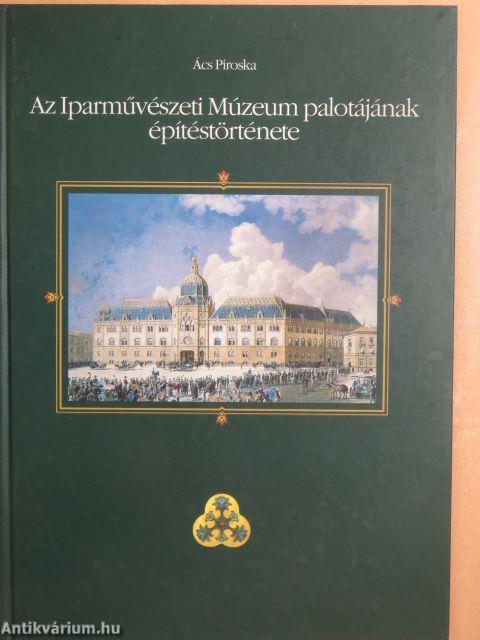 Ács Piroska
Az Iparművészeti Múzeum palotájának
építéstörténete
Antikvárium.hu